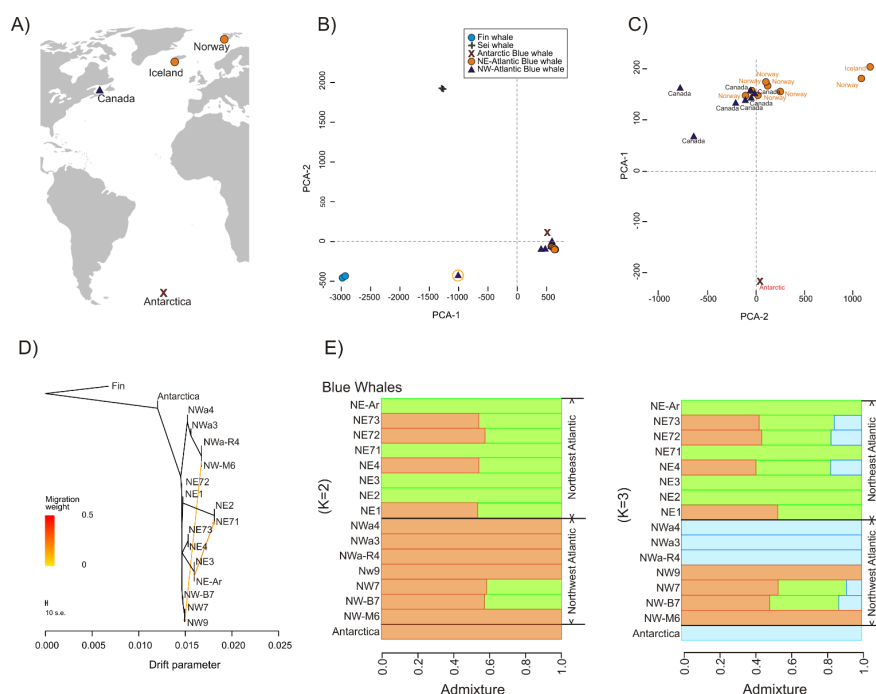 A)
Norway
Iceland
Canada
Antarctica
B)
Fin whale
Sei whale
Antarctic Blue whale
NE-Atlantic Blue whale
NW-Atlantic Blue whale
PCA-2
2000
1500
1000
500
0
-500
-3000
-2500
-2000
-1500
-1000
0
500
PCA-1
C)
Iceland
Norway
Norway
Norway
Norway
Norway
Norway
Canada
Canada
Canada
Canada
Canada
Canada
Canada
Antarctic
PCA-1
200
100
0
-100
-200
-1000
-500
0
500
1000
PCA-2
D)
Fin
Antarctica
NWa4
NWa3
NWa-R4
NW-M6
NE72
NE1
NE2
NE71
NE73
NE4
NE3
NE-Ar
NW-B7
NW7
NW9
Migration
weight
0.5
0
10 s.e.
0.000
0.005
0.010
0.015
0.020
0.025
Drift parameter
E)
Blue Whales
NE-Ar
NE73
NE72
NE71
NE4
NE3
NE2
NE1
NWa4
NWa3
NWa-R4
Nw9
NW7
NW-B7
NW-M6
Antarctica
Northeast Atlantic
Northwest Atlantic
(K=2)
0.0
0.2
0.4
0.6
0.8
1.0
Admixture
(K=3)
NE-Ar
NE73
NE72
NE71
NE4
NE3
NE2
NE1
NWa4
NWa3
NWa-R4
NW9
NW7
NW-B7
NW-M6
Antarctica
Northeast Atlantic
Northwest Atlantic
0.0
0.2
0.4
0.6
0.8
1.0
Admixture